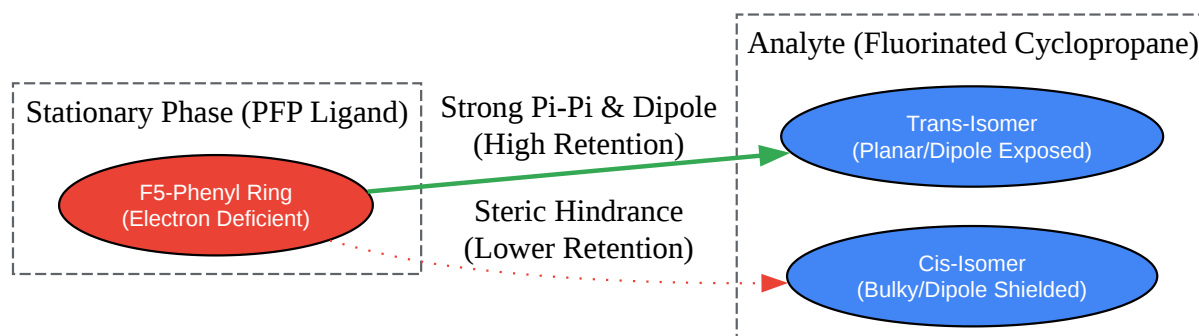 Analyte (Fluorinated Cyclopropane)
Stationary Phase (PFP Ligand)
Strong Pi-Pi & Dipole
(High Retention)
Trans-Isomer
(Planar/Dipole Exposed)
F5-Phenyl Ring
(Electron Deficient)
Steric Hindrance
(Lower Retention)
Cis-Isomer
(Bulky/Dipole Shielded)